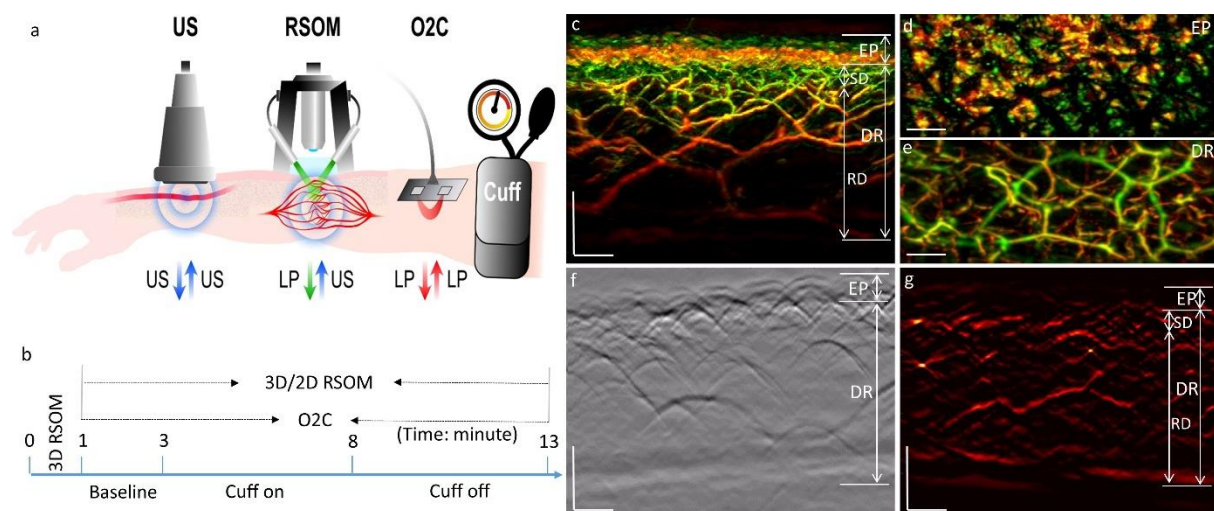 a
US
RSOM
O2C
Cuff
US
US
LP
US
LP
LP
b
3D/2D RSOM
O2C
(Time: minute)
3D RSOM
0
1
3
8
13
Baseline
Cuff on
Cuff off
c
EP
SD
DR
RD
d
EP
e
DR
f
EP
DR
g
EP
SD
DR
RD